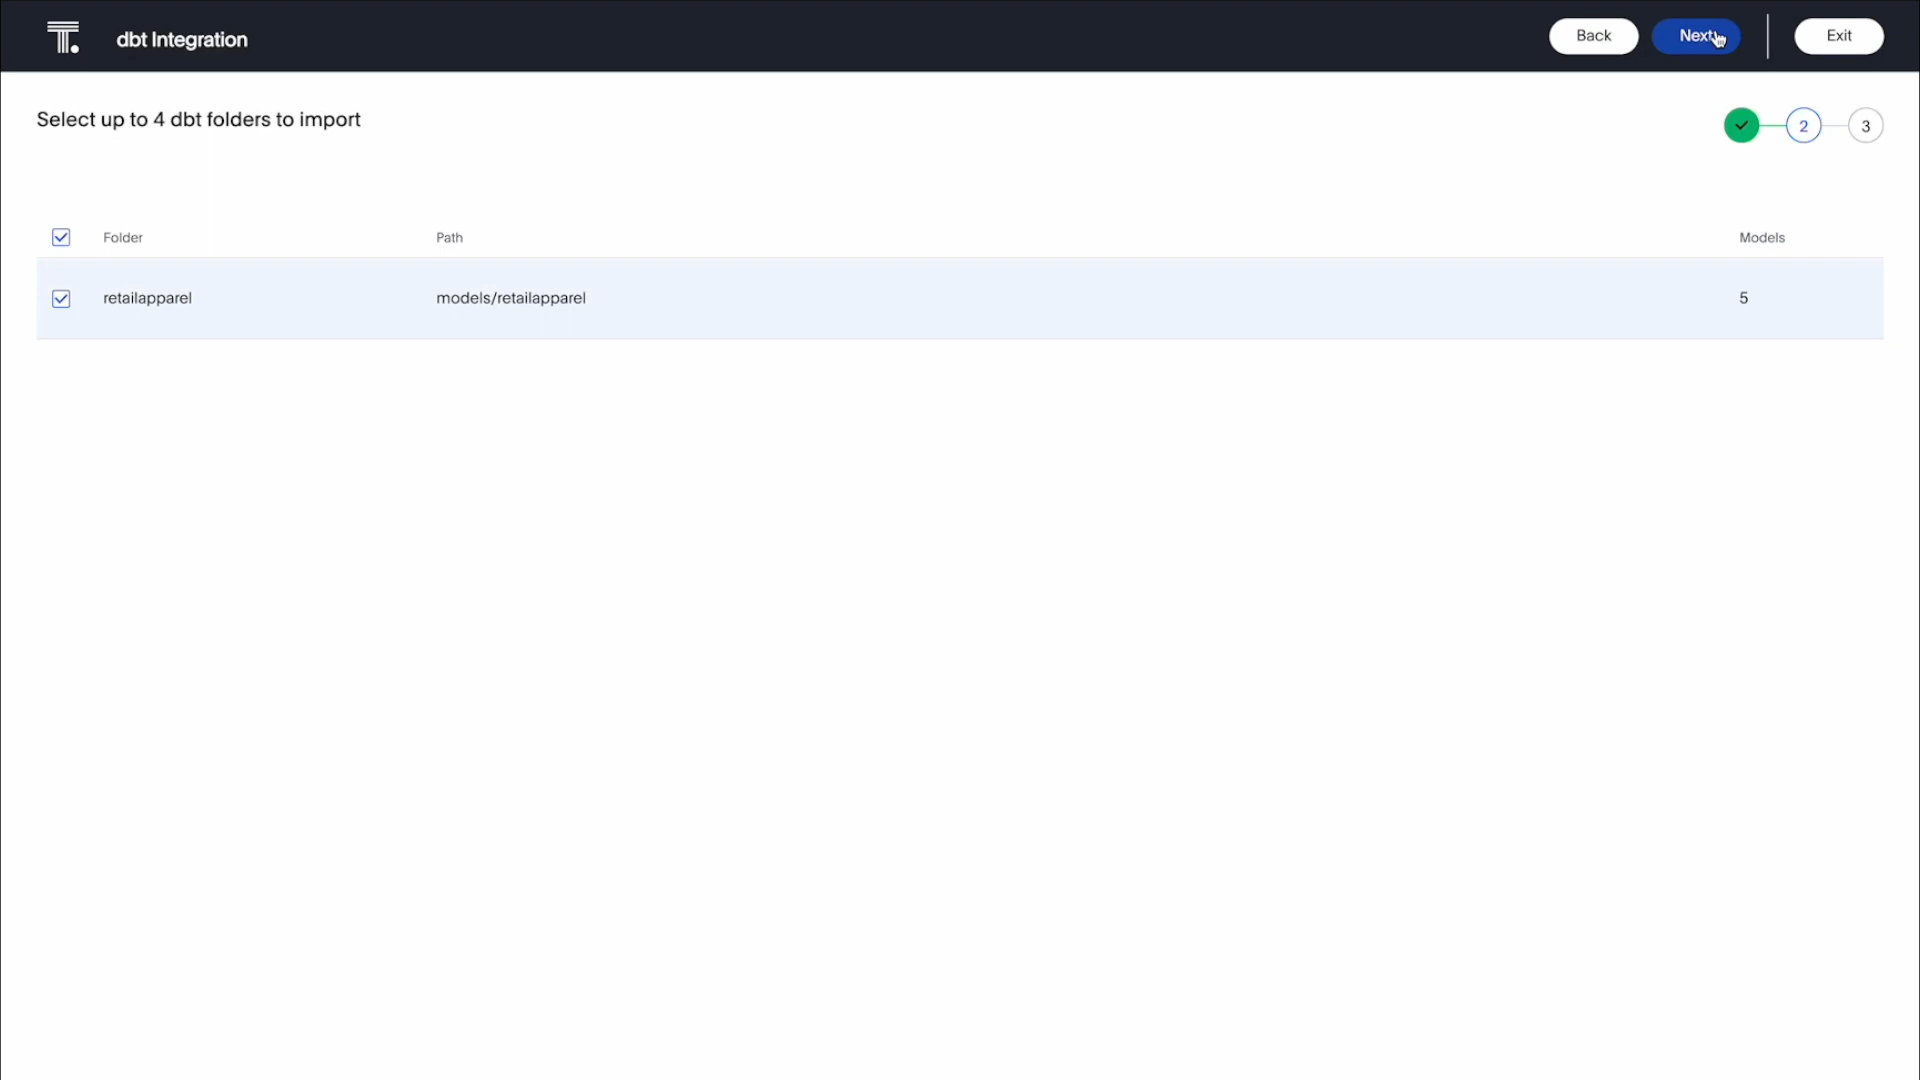 dbt Integration
Back
Next
Exit
Select up to 4 dbt folders to import
2
3
Folder
Path
Models
retailapparel
models/retailapparel
5